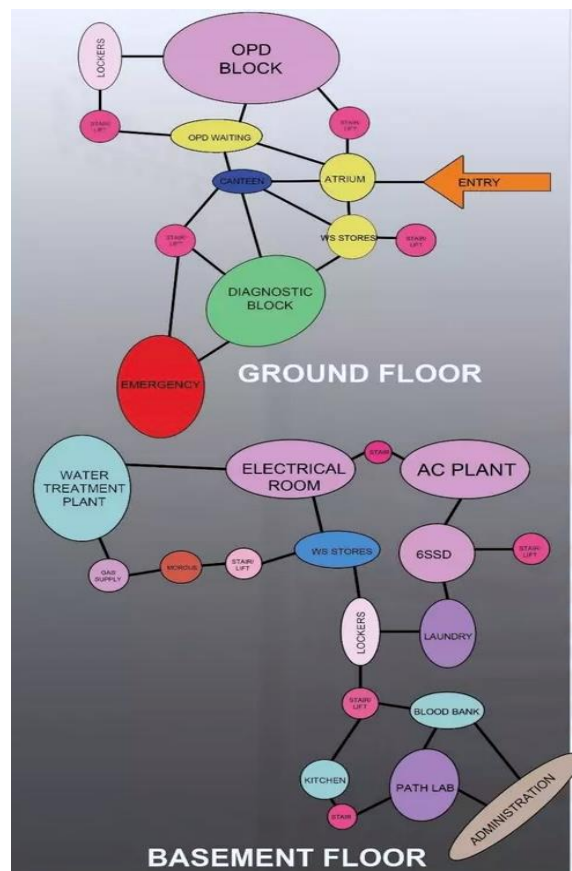 OPD
BLOCK
LOCKERS
STAIR/
LIFT
STAIR/
LIFT
OPD WAITING
CANTEEN
ATRIUM
ENTRY
STAIR/
LIFT
WS STORES
STAIR/
LIFT
DIAGNOSTIC
BLOCK
EMERGENCY
GROUND FLOOR
WATER
TREATMENT
PLANT
ELECTRICAL
ROOM
STAIR
AC PLANT
WS STORES
6SSD
STAIR/
LIFT
GAS
SUPPLY
MOROUS
STAIR/
LIFT
LOCKERS
LAUNDRY
STAIR/
LIFT
BLOOD BANK
KITCHEN
PATH LAB
STAIR
ADMINISTRATION
BASEMENT FLOOR